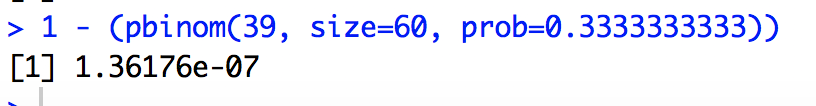 > 1 - (pbinom(39, size=60, prob=0.3333333333))
[1] 1.36176e-07
>